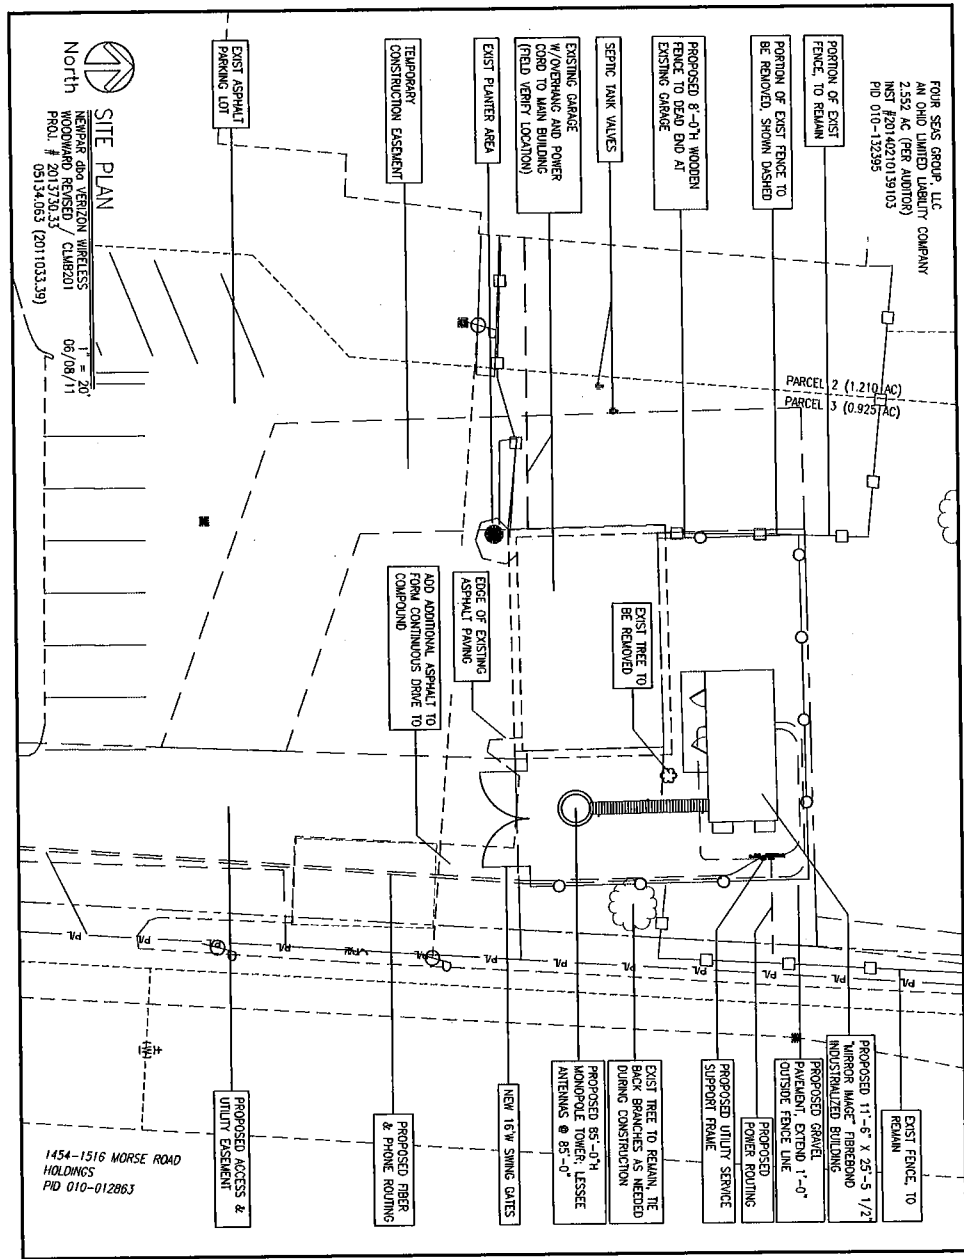 FOUR SEAS GROUP, LLC
AN OHIO LIMITED LIABILITY COMPANY
2.552 AC (PER AUDITOR)
INST #20140210139103
PID 010-132395
PORTION OF EXIST
FENCE, TO REMAIN
PORTION OF EXIST FENCE TO
BE REMOVED, SHOWN DASHED
PROPOSED 8'-0"H WOODEN
FENCE TO DEAD END AT
EXISTING GARAGE
SEPTIC TANK VALVES
EXISTING GARAGE
W/OVERHANG AND POWER
CORD TO MAIN BUILDING
(FIELD VERIFY LOCATION)
EXIST PLANTER AREA
TEMPORARY
CONSTRUCTION EASEMENT
EXIST ASPHALT
PARKING LOT
PARCEL 2 (1.210 AC)
PARCEL 3 (0.925 AC)
EXIST TREE TO
BE REMOVED
EDGE OF EXISTING
ASPHALT PAVING
ADD ADDITIONAL ASPHALT TO
FORM CONTINUOUS DRIVE TO
COMPOUND
P/L
P/L
P/L
P/L
P/L
P/L
P/L
P/L
P/L
P/L
P/L
EXIST FENCE, TO
REMAIN
PROPOSED 11'-6" X 25'-5 1/2"
"MIRROR IMAGE" FIBREBOND
INDUSTRIALIZED BUILDING
PROPOSED GRAVEL
PAVEMENT, EXTEND 1'-0"
OUTSIDE FENCE LINE
PROPOSED
POWER ROUTING
PROPOSED UTILITY SERVICE
SUPPORT FRAME
EXIST TREE TO REMAIN, TIE
BACK BRANCHES AS NEEDED
DURING CONSTRUCTION
PROPOSED 85'-0"H
MONOPOLE TOWER; LESSEE
ANTENNAS @ 85'-0"
NEW 16'W SWING GATES
PROPOSED FIBER
& PHONE ROUTING
PROPOSED ACCESS &
UTILITY EASEMENT
1454-1516 MORSE ROAD
HOLDINGS
PID 010-012863
North
SITE PLAN
1" = 20'
NEWPAR dba VERIZON WIRELESS
WOODWARD REVISED / CLMB201
06/08/11
PROJ. # 2013730.33
05134.063 (2011033.39)